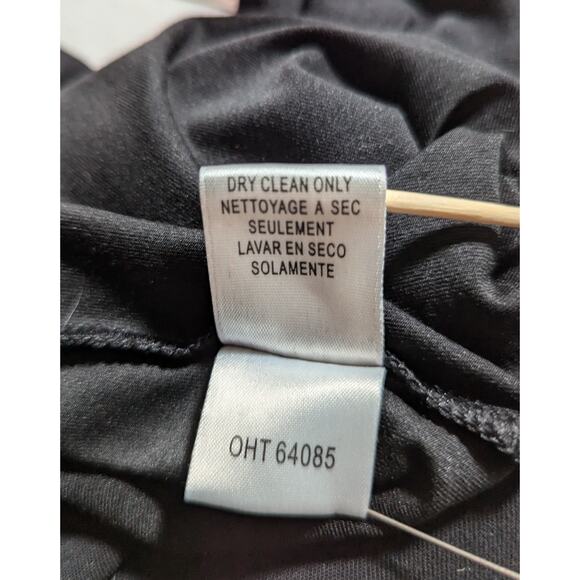 DRY CLEAN ONLY
NETTOYAGE A SEC
SEULEMENT
LAVAR EN SECO
SOLAMENTE
OHT 64085